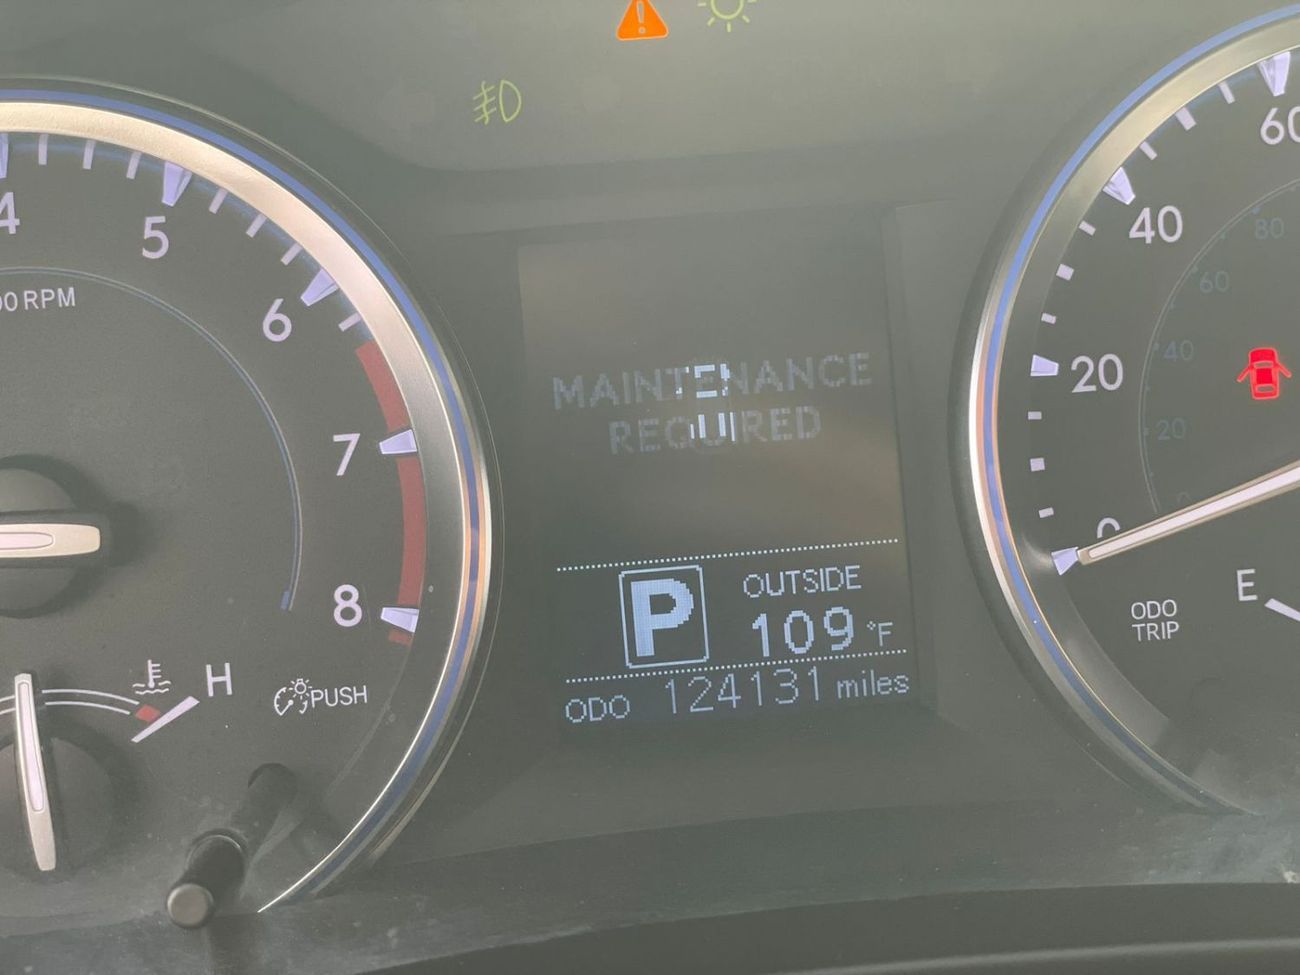 4
5
00 RPM
6
7
8
H
PUSH
MAINTENANCE
REQUIRED
P
OUTSIDE
109 °F
ODO 124131 miles
60
40
80
60
40
20
20
0
E
ODO
TRIP